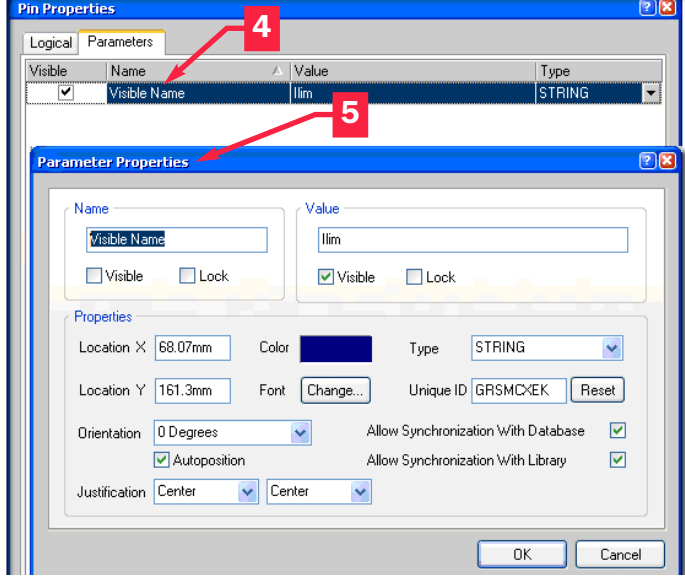 Pin Properties
4
Logical Parameters
Visible Name Value Type
Visible Name Ilim STRING
5
Parameter Properties
Name Value
Visible Name Ilim
Visible Lock Visible Lock
Properties
Location X 68.07mm Color Type STRING
Location Y 161.3mm Font Change... Unique ID GRSMCXEK Reset
Orientation 0 Degrees Allow Synchronization With Database
Autoposition Allow Synchronization With Library
Justification Center Center
OK Cancel